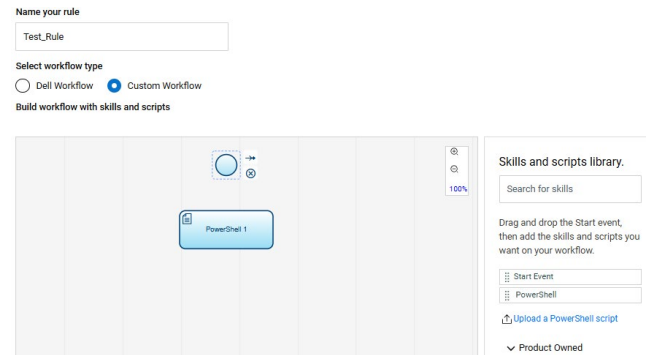 Name your rule
Test_Rule
Select workflow type
Dell Workflow
Custom Workflow
Build workflow with skills and scripts
100%
PowerShell 1
Skills and scripts library.
Search for skills
Drag and drop the Start event,
then add the skills and scripts you
want on your workflow.
Start Event
PowerShell
Upload a PowerShell script
Product Owned